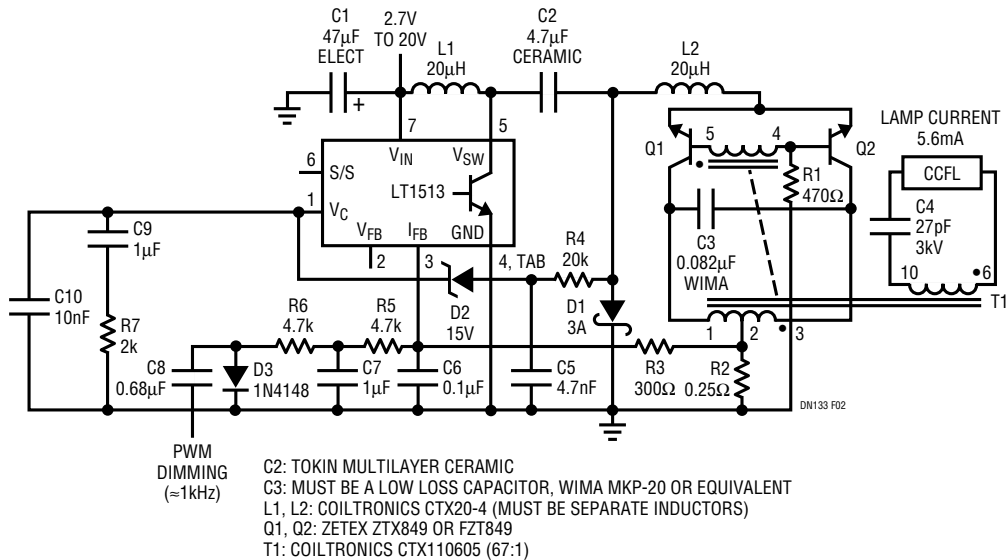 C1
47µF
ELECT
2.7V
TO 20V
L1
20µH
C2
4.7µF
CERAMIC
L2
20µH
+
7
5
6
S/S
VIN
VSW
LT1513
1
VC
VFB
IFB
GND
2
3
4, TAB
Q1
5
4
Q2
R1
470Ω
C3
0.082µF
WIMA
LAMP CURRENT
5.6mA
CCFL
C4
27pF
3kV
10
6
T1
1
2
3
C9
1µF
C10
10nF
R7
2k
R4
20k
D2
15V
D1
3A
R6
4.7k
R5
4.7k
C8
0.68µF
D3
1N4148
C7
1µF
C6
0.1µF
C5
4.7nF
R3
300Ω
R2
0.25Ω
DN133 F02
PWM
DIMMING
(≈1kHz)
C2: TOKIN MULTILAYER CERAMIC
C3: MUST BE A LOW LOSS CAPACITOR, WIMA MKP-20 OR EQUIVALENT
L1, L2: COILTRONICS CTX20-4 (MUST BE SEPARATE INDUCTORS)
Q1, Q2: ZETEX ZTX849 OR FZT849
T1: COILTRONICS CTX110605 (67:1)